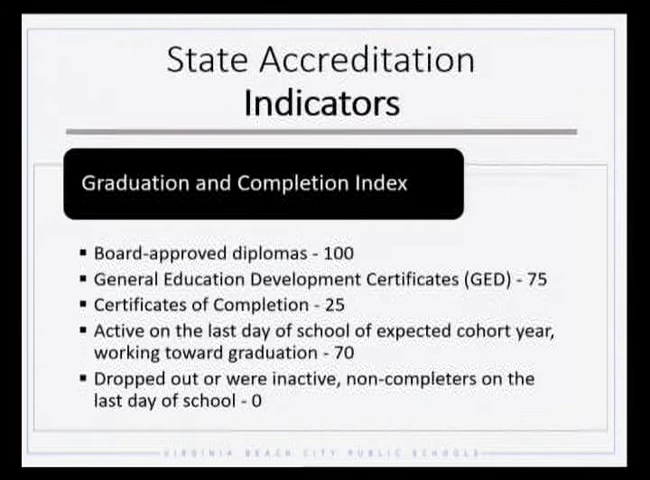 State Accreditation
Indicators
Graduation and Completion Index
▪ Board-approved diplomas - 100
▪ General Education Development Certificates (GED) - 75
▪ Certificates of Completion - 25
▪ Active on the last day of school of expected cohort year,
working toward graduation - 70
▪ Dropped out or were inactive, non-completers on the
last day of school - 0
VIRGINIA BEACH CITY PUBLIC SCHOOLS